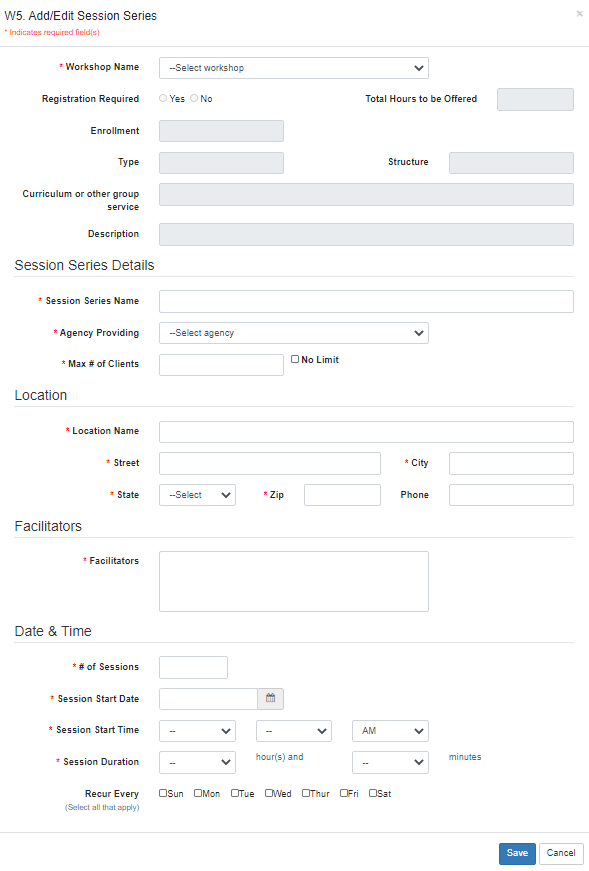 W5. Add/Edit Session Series ×
* Indicates required field(s)
* Workshop Name --Select workshop
Registration Required Yes No Total Hours to be Offered
Enrollment
Type Structure
Curriculum or other group
service
Description
Session Series Details
* Session Series Name
* Agency Providing --Select agency
* Max # of Clients No Limit
Location
* Location Name
* Street * City
* State --Select * Zip Phone
Facilitators
* Facilitators
Date & Time
* # of Sessions
* Session Start Date
* Session Start Time -- -- AM
* Session Duration -- hour(s) and -- minutes
Recur Every Sun Mon Tue Wed Thur Fri Sat
(Select all that apply)
Save Cancel